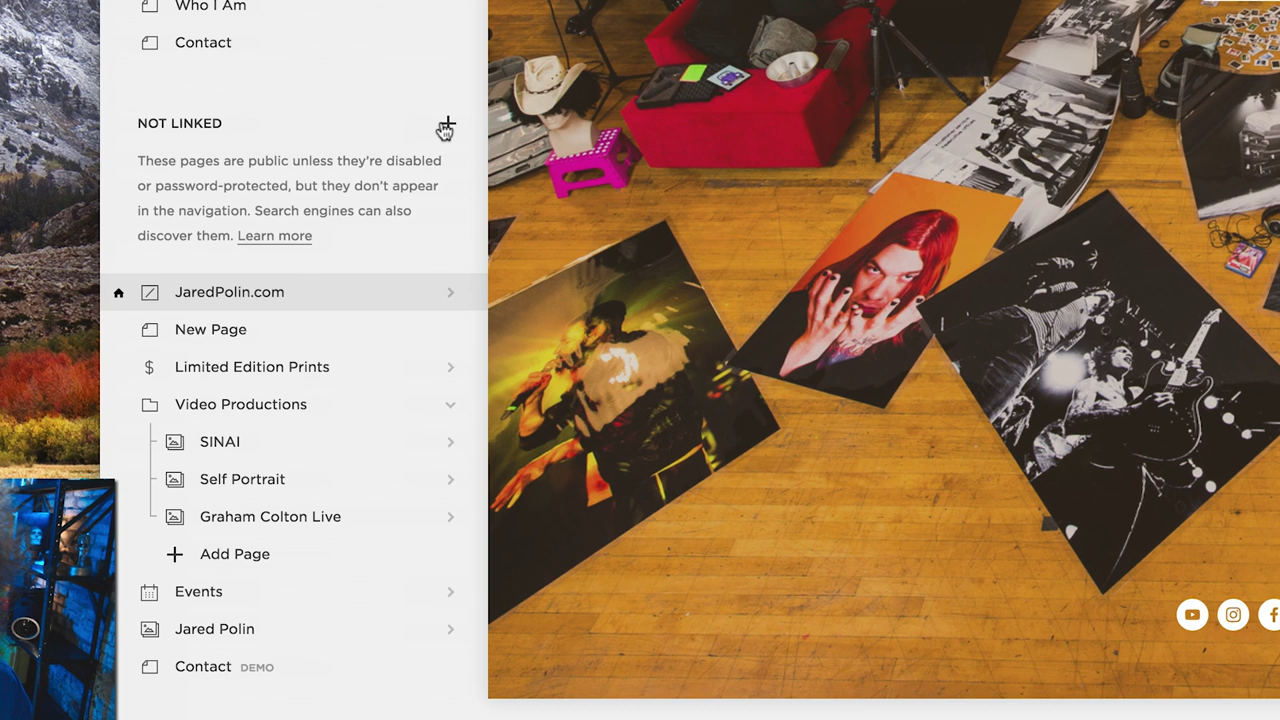 Who I Am
Contact
NOT LINKED
These pages are public unless they're disabled
or password-protected, but they don't appear
in the navigation. Search engines can also
discover them. Learn more
JaredPolin.com
New Page
Limited Edition Prints
Video Productions
SINAI
Self Portrait
Graham Colton Live
Add Page
Events
Jared Polin
Contact DEMO